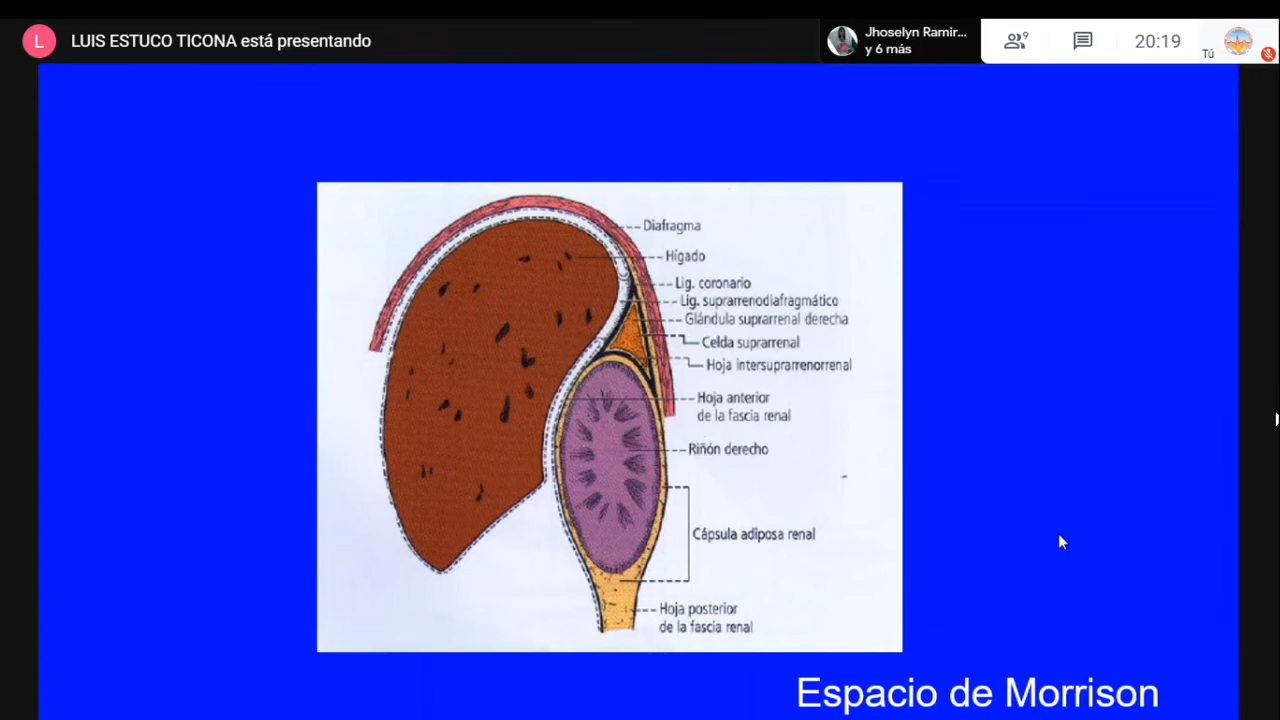 L
LUIS ESTUCO TICONA está presentando
Jhoselyn Ramir...
y 6 más
9
20:19
Tú
Diafragma
Hígado
Lig. coronario
Lig. suprarrenodiafragmático
Glándula suprarrenal derecha
Celda suprarrenal
Hoja intersuprarrenorrenal
Hoja anterior
de la fascia renal
Riñón derecho
Cápsula adiposa renal
Hoja posterior
de la fascia renal
Espacio de Morrison